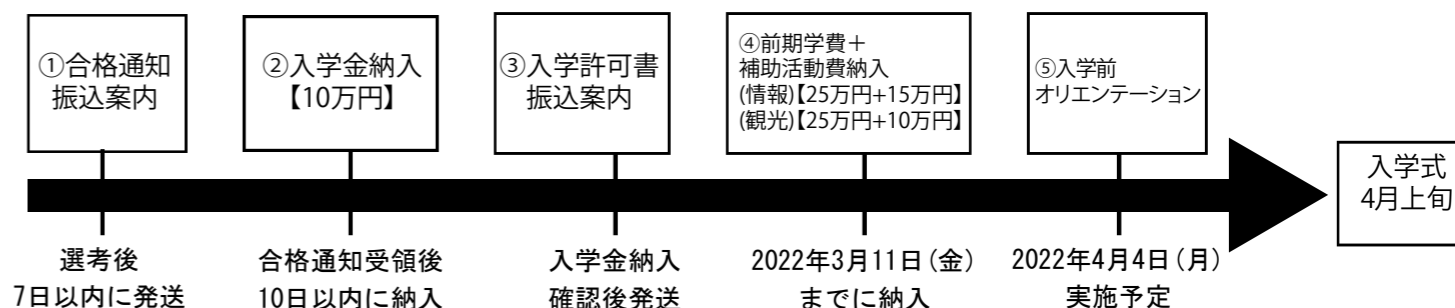 ①合格通知
振込案内
②入学金納入
【10万円】
③入学許可書
振込案内
④前期学費＋
補助活動費納入
(情報)【25万円+15万円】
(観光)【25万円+10万円】
⑤入学前
オリエンテーション
入学式
4月上旬
選考後
7日以内に発送
合格通知受領後
10日以内に納入
入学金納入
確認後発送
2022年3月11日(金)
までに納入
2022年4月4日(月)
実施予定